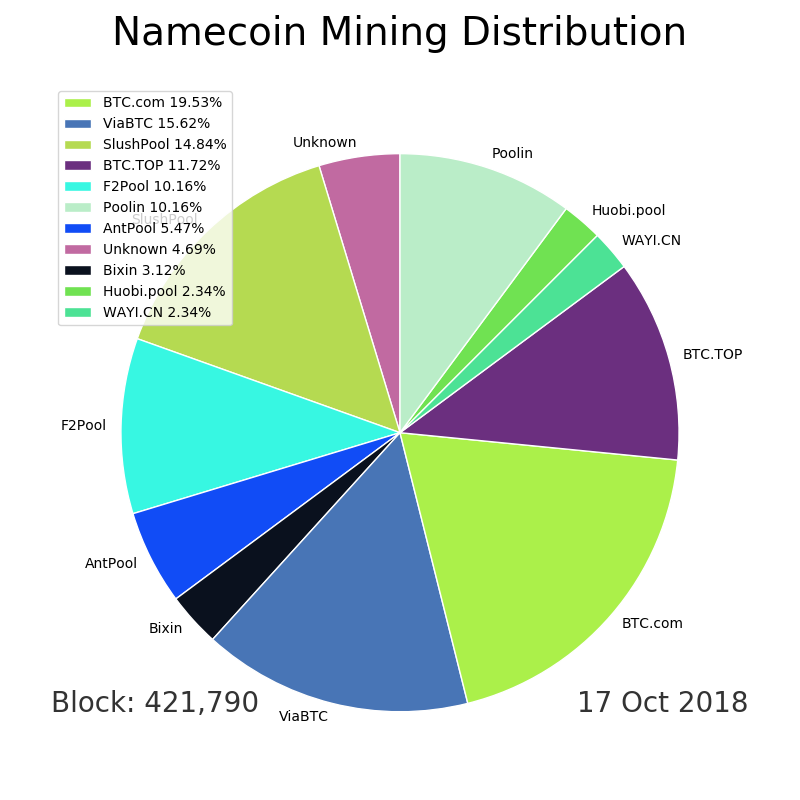 Namecoin Mining Distribution
BTC.com 19.53%
ViaBTC 15.62%
SlushPool 14.84%
BTC.TOP 11.72%
F2Pool 10.16%
Poolin 10.16%
AntPool 5.47%
Unknown 4.69%
Bixin 3.12%
Huobi.pool 2.34%
WAYI.CN 2.34%
Unknown
Poolin
Huobi.pool
SlushPool
WAYI.CN
BTC.TOP
F2Pool
AntPool
BTC.com
Bixin
Block: 421,790
17 Oct 2018
ViaBTC